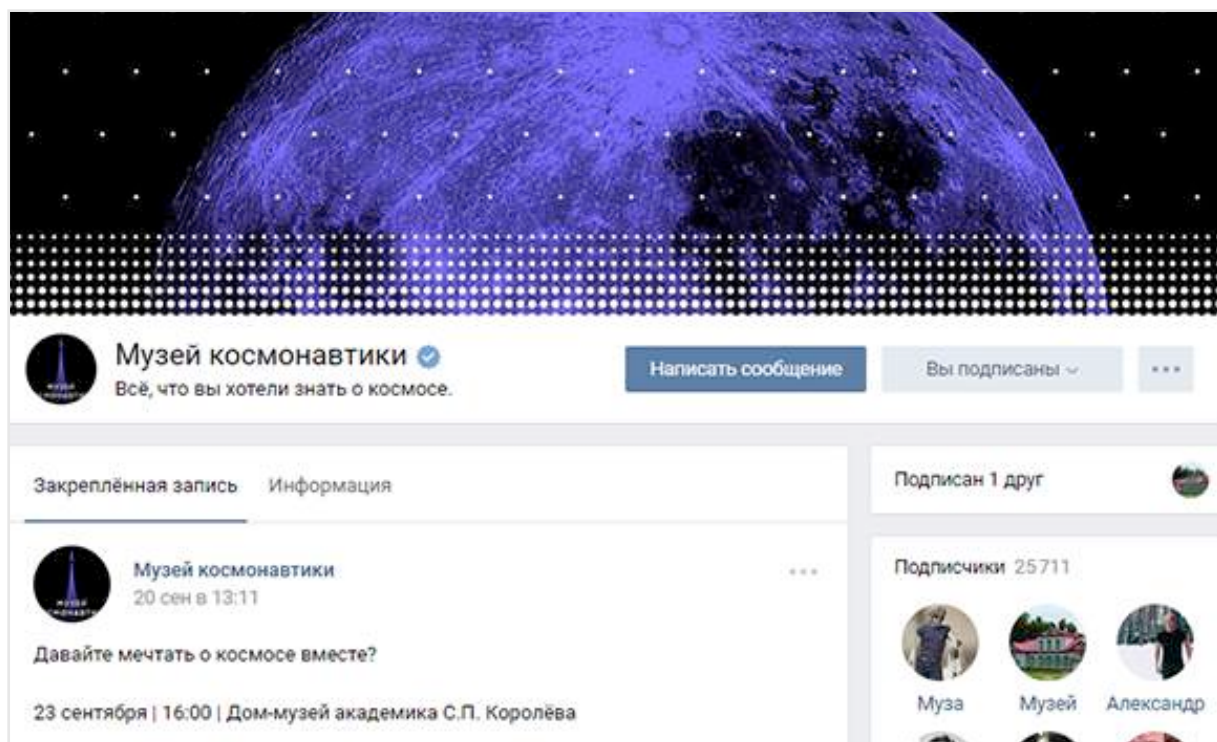 Музей космонавтики
Всё, что вы хотели знать о космосе.
Написать сообщение
Вы подписаны
Закреплённая запись
Информация
Подписан 1 друг
Музей космонавтики
20 сен в 13:11
Давайте мечтать о космосе вместе?
23 сентября | 16:00 | Дом-музей академика С.П. Королёва
Подписчики 25711
Муза
Музей
Александр